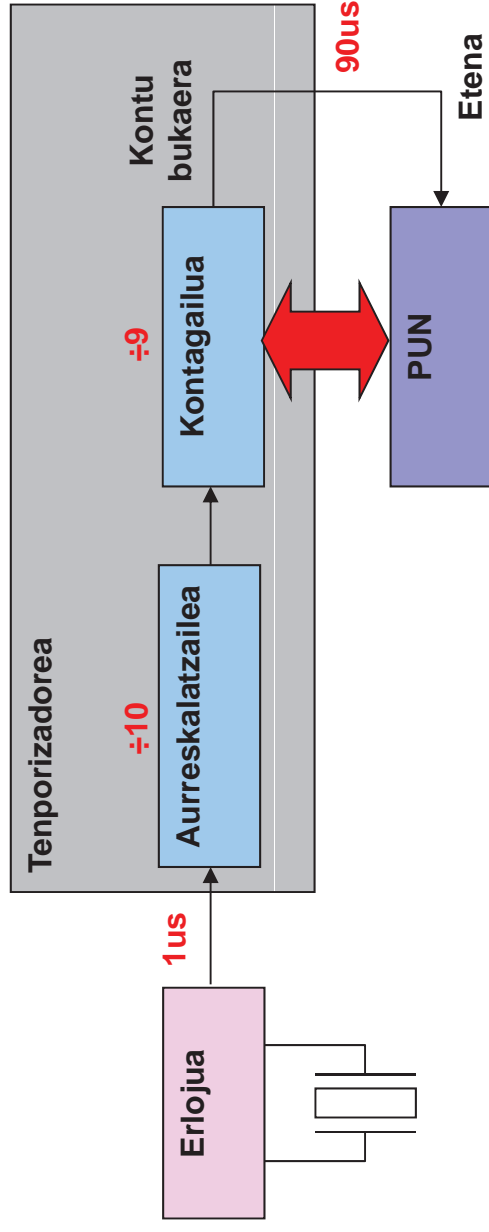 Tenporizadorea
÷10
÷9
Kontu
bukaera
1us
Erlojua
Aurreskalatzailea
Kontagailua
90us
PUN
Etena